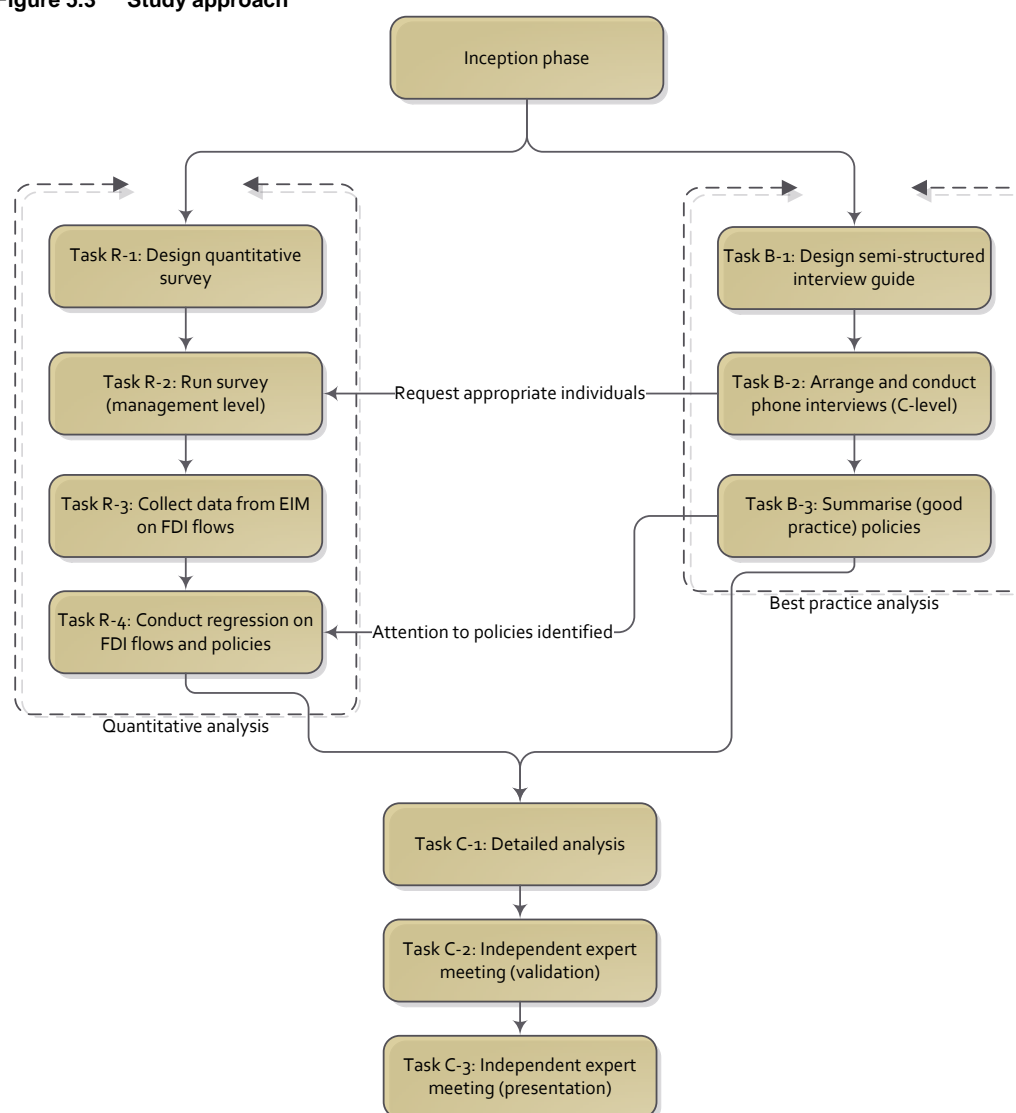 Figure 5.3 Study approach
Inception phase
Task R-1: Design quantitative
survey
Task B-1: Design semi-structured
interview guide
Task R-2: Run survey
(management level)
Request appropriate individuals
Task B-2: Arrange and conduct
phone interviews (C-level)
Task R-3: Collect data from EIM
on FDI flows
Task B-3: Summarise (good
practice) policies
Best practice analysis
Task R-4: Conduct regression on
FDI flows and policies
Attention to policies identified
Quantitative analysis
Task C-1: Detailed analysis
Task C-2: Independent expert
meeting (validation)
Task C-3: Independent expert
meeting (presentation)